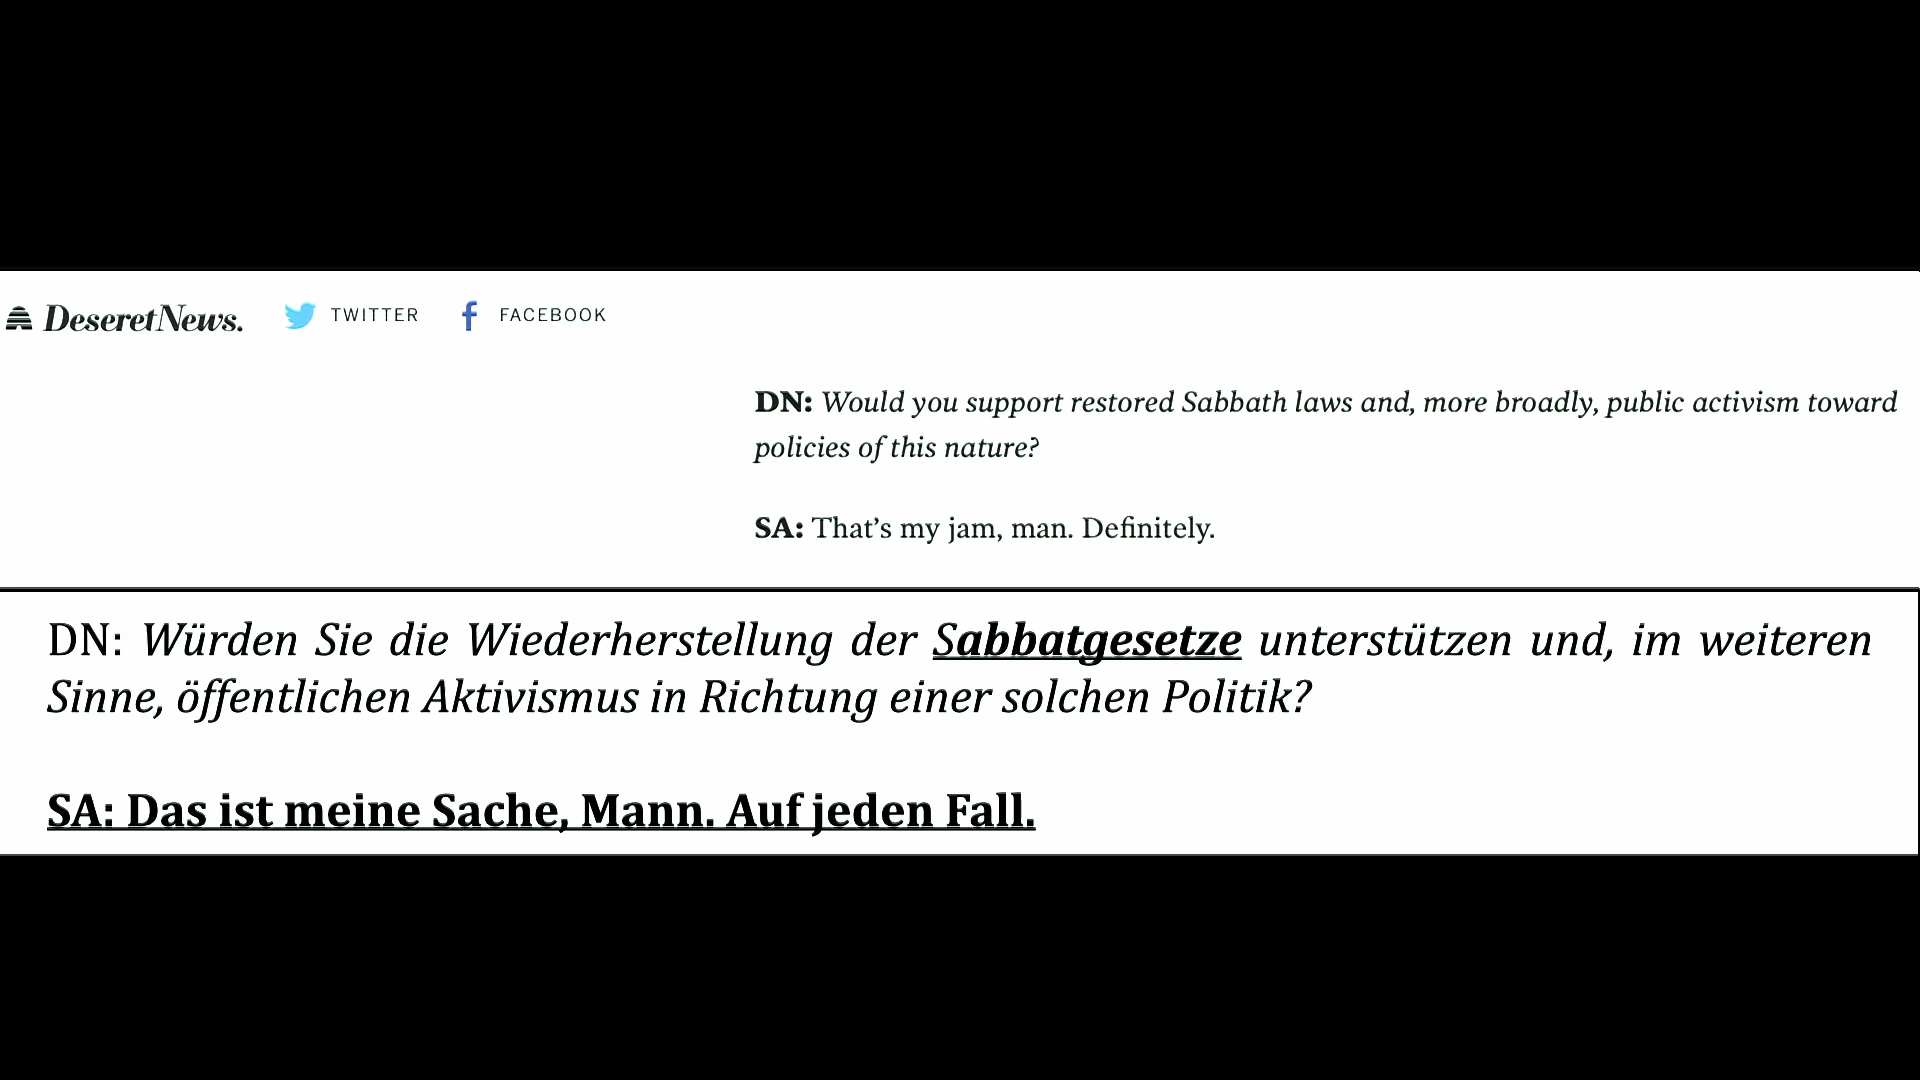 DeseretNews. TWITTER FACEBOOK
DN: Would you support restored Sabbath laws and, more broadly, public activism toward
policies of this nature?
SA: That’s my jam, man. Definitely.
DN: Würden Sie die Wiederherstellung der Sabbatgesetze unterstützen und, im weiteren
Sinne, öffentlichen Aktivismus in Richtung einer solchen Politik?
SA: Das ist meine Sache, Mann. Auf jeden Fall.